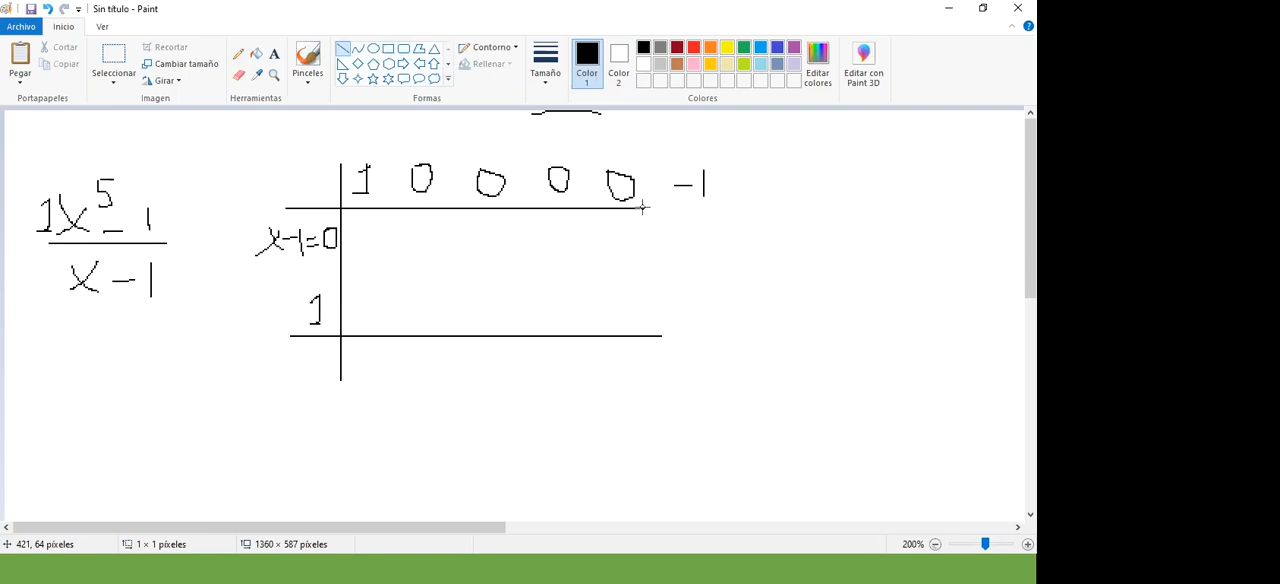 Sin título - Paint
Archivo Inicio Ver
Pegar
Cortar
Copiar
Portapapeles
Seleccionar
Recortar
Cambiar tamaño
Girar
Imagen
A
Herramientas
Pinceles
Contorno
Rellenar
Formas
Tamaño
Color 1
Color 2
Editar colores
Colores
Editar con Paint 3D
1x^5 - 1
x - 1
1 0 0 0 0 -1
x-1=0
1
421, 64 píxeles 1 × 1 píxeles 1360 × 587 píxeles 200%